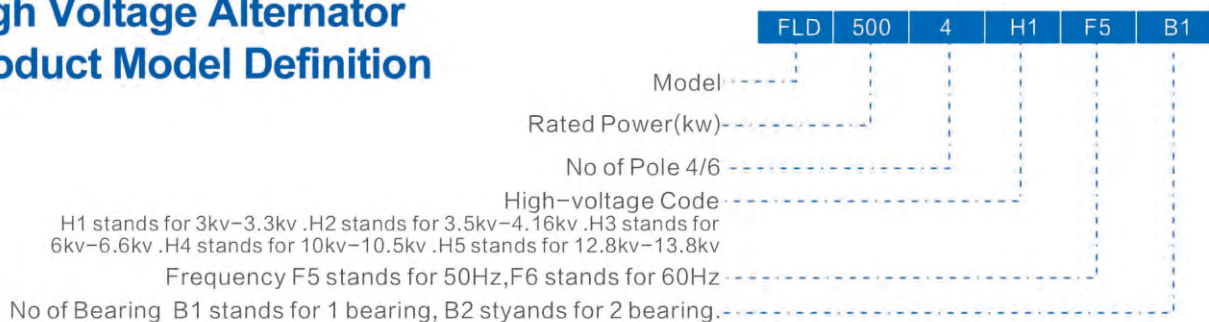 gh Voltage Alternator
oduct Model Definition
FLD 500 4 H1 F5 B1
Model
Rated Power(kw)
No of Pole 4/6
High-voltage Code
H1 stands for 3kv-3.3kv .H2 stands for 3.5kv-4.16kv .H3 stands for
6kv-6.6kv .H4 stands for 10kv-10.5kv .H5 stands for 12.8kv-13.8kv
Frequency F5 stands for 50Hz,F6 stands for 60Hz
No of Bearing B1 stands for 1 bearing, B2 styands for 2 bearing.